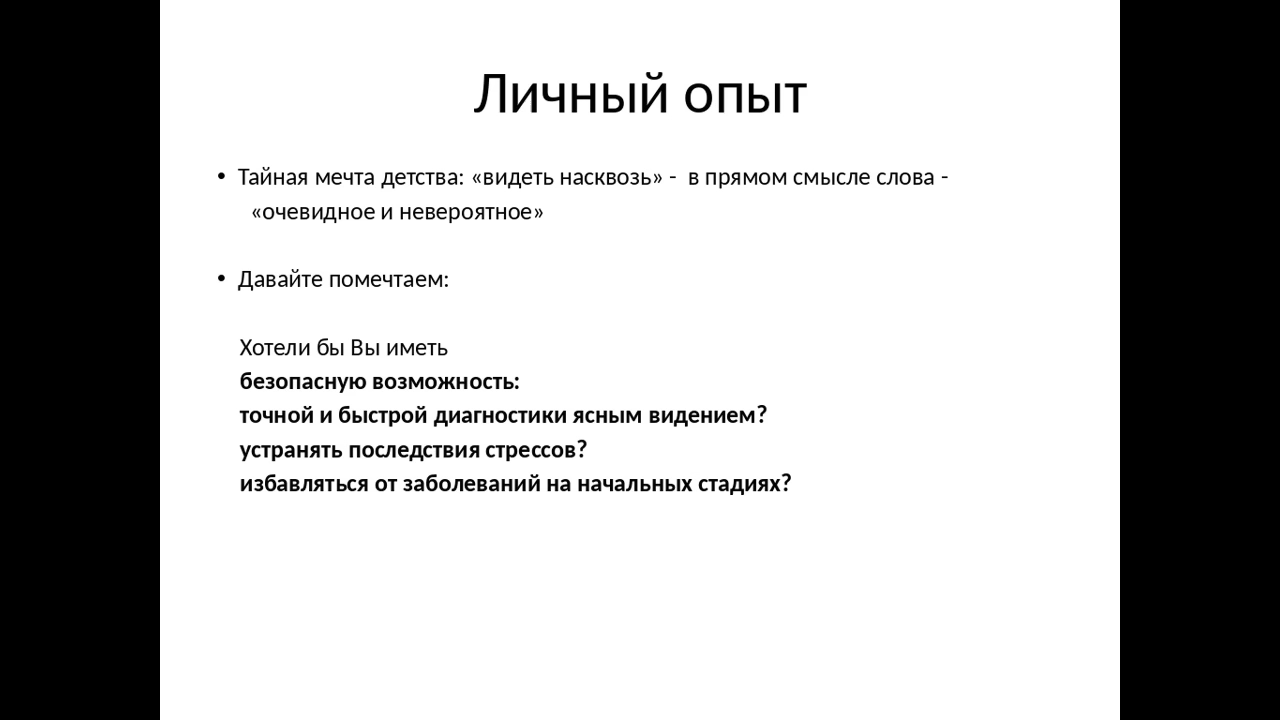 Личный опыт
• Тайная мечта детства: «видеть насквозь» -  в прямом смысле слова -
«очевидное и невероятное»
• Давайте помечтаем:
Хотели бы Вы иметь
безопасную возможность:
точной и быстрой диагностики ясным видением?
устранять последствия стрессов?
избавляться от заболеваний на начальных стадиях?